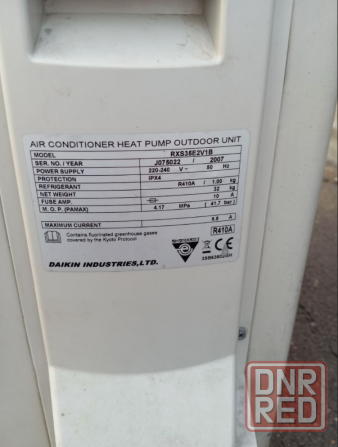 AIR CONDITIONER HEAT PUMP OUTDOOR UNIT
MODEL RXS35E2V1B
SER. NO. / YEAR J075022 / 2007
POWER SUPPLY 220-240 V ~ 50 Hz
PROTECTION IPX4
REFRIGERANT R410A / 1.00 kg
NET WEIGHT 32 kg
FUSE AMP. 10 A
M. O. P. (PAMAX) 4.17 MPa [ 41.7 bar ]
MAXIMUM CURRENT A
Contains fluorinated greenhouse gases
covered by the Kyoto Protocol
R410A
DAIKIN INDUSTRIES, LTD.
DNR
RED